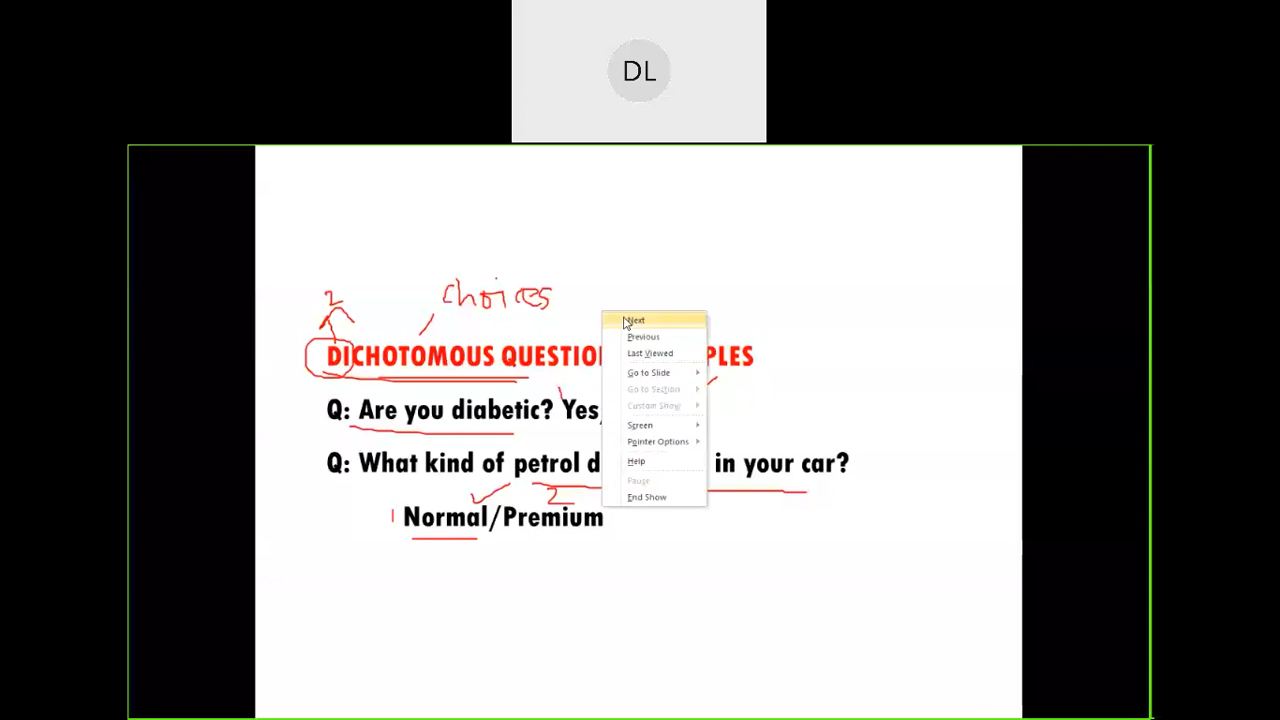 DL
2
choices
DICHOTOMOUS QUESTIO PLES
Q: Are you diabetic? Yes,
Q: What kind of petrol d in your car?
2
1 Normal/Premium
Next
Previous
Last Viewed
Go to Slide
Go to Section
Custom Show
Screen
Pointer Options
Help
Pause
End Show